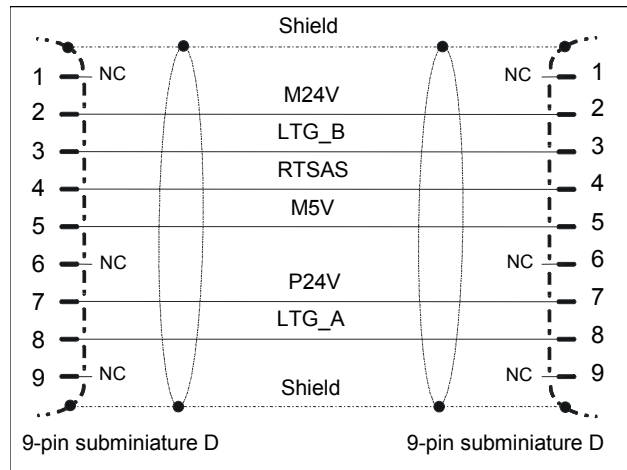 Shield
1 NC NC 1
M24V
2 2
LTG_B
3 3
RTSAS
4 4
M5V
5 5
6 NC NC 6
P24V
7 7
LTG_A
8 8
9 NC NC 9
Shield
9-pin subminiature D 9-pin subminiature D